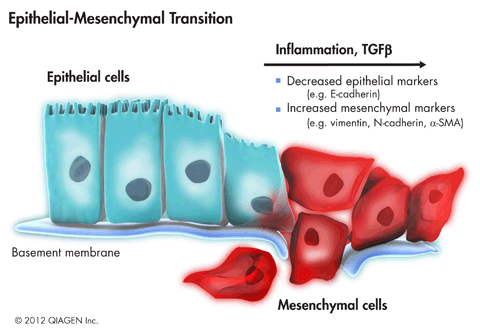 Epithelial-Mesenchymal Transition
Inflammation, TGFβ
Epithelial cells
Decreased epithelial markers
(e.g. E-cadherin)
Increased mesenchymal markers
(e.g. vimentin, N-cadherin, α-SMA)
Basement membrane
Mesenchymal cells
© 2012 QIAGEN Inc.